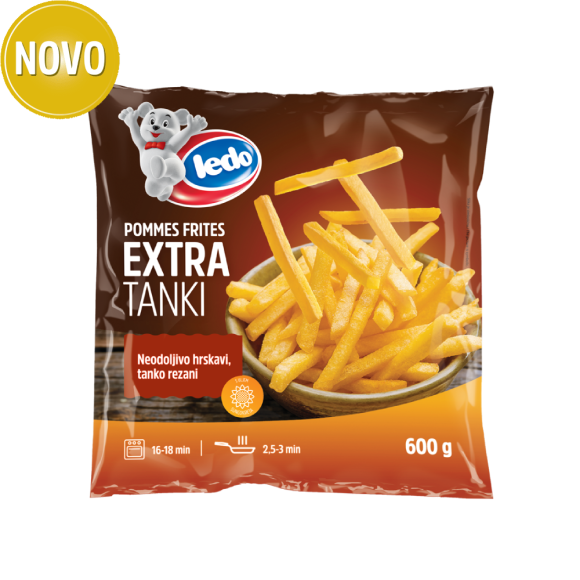 NOVO
ledo
POMMES FRITES
EXTRA
TANKI
Neodoljivo hrskavi,
tanko rezani
16-18 min
2,5-3 min
600 g